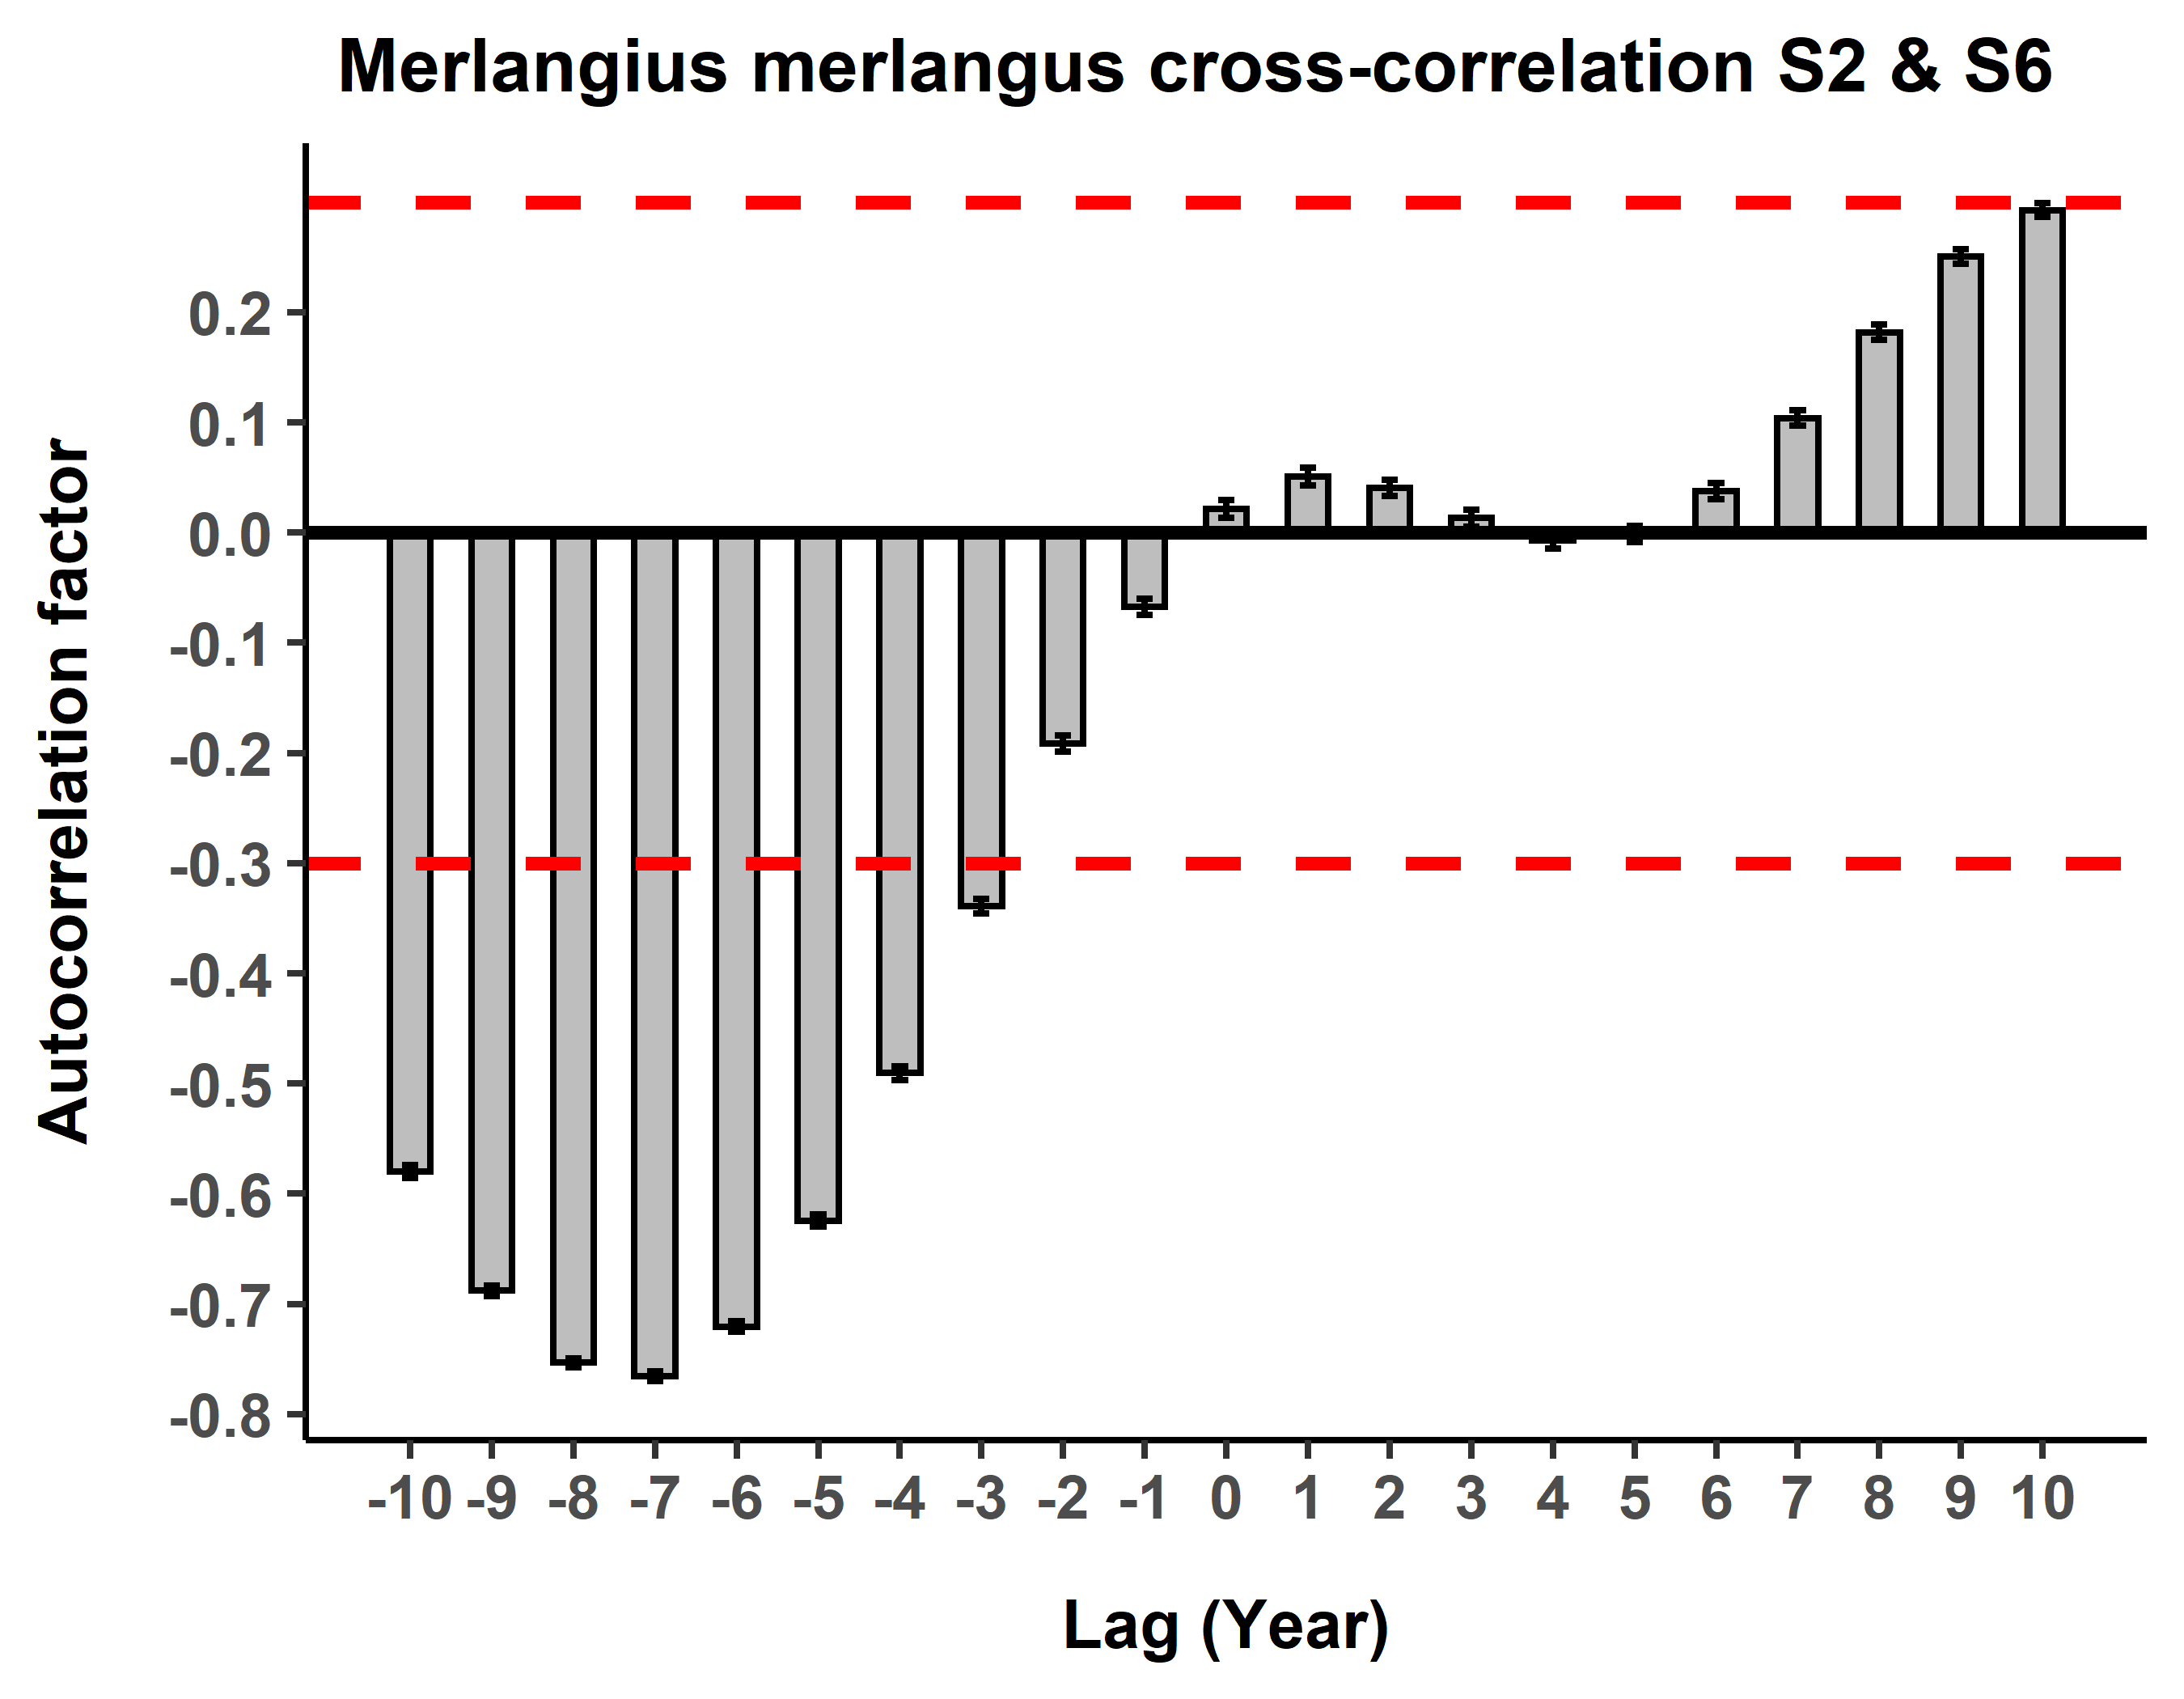 Merlangius merlangus cross-correlation S2 & S6
Autocorrelation factor
0.2
0.1
0.0
-0.1
-0.2
-0.3
-0.4
-0.5
-0.6
-0.7
-0.8
-10 -9 -8 -7 -6 -5 -4 -3 -2 -1 0 1 2 3 4 5 6 7 8 9 10
Lag (Year)